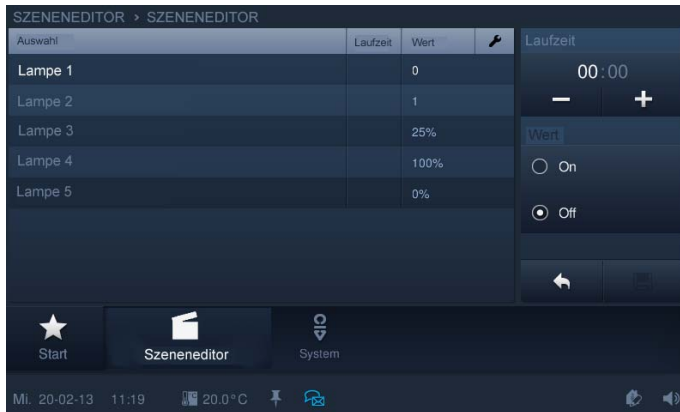 SZENENEDITOR > SZENENEDITOR
Auswahl Laufzeit Wert
Lampe 1 0
Lampe 2 1
Lampe 3 25%
Lampe 4 100%
Lampe 5 0%
Laufzeit
00:00
− +
Wert
On
Off
Start Szeneneditor System
Mi. 20-02-13 11:19 20.0°C